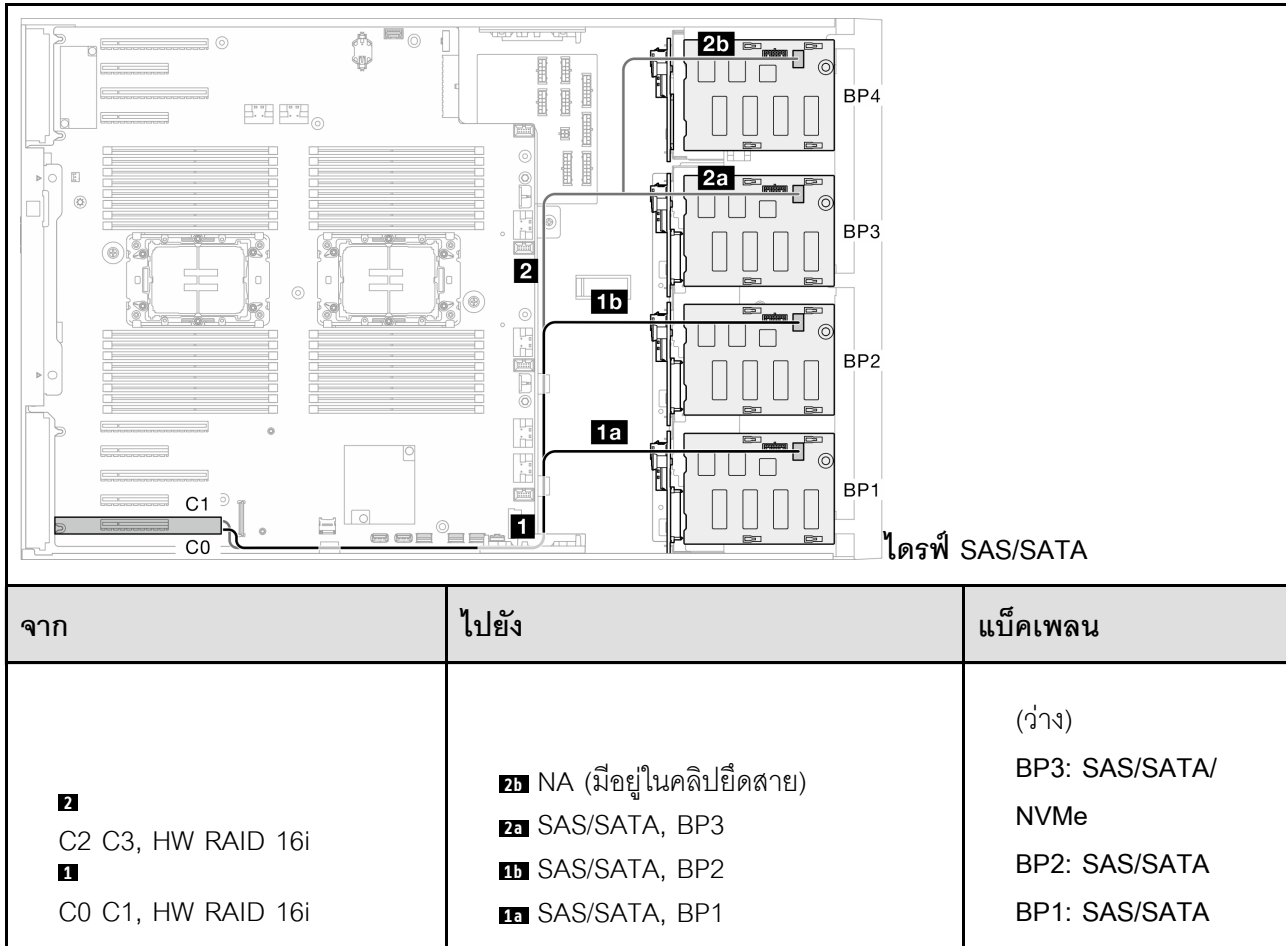 2b
BP4
2a
BP3
2
1b
BP2
1a
BP1
C1
1
C0
ไดรฟ์ SAS/SATA
จาก
ไปยัง
แบ็คเพลน
2
C2 C3, HW RAID 16i
1
C0 C1, HW RAID 16i
2b NA (มีอยู่ในคลิปยึดสาย)
2a SAS/SATA, BP3
1b SAS/SATA, BP2
1a SAS/SATA, BP1
(ว่าง)
BP3: SAS/SATA/
NVMe
BP2: SAS/SATA
BP1: SAS/SATA